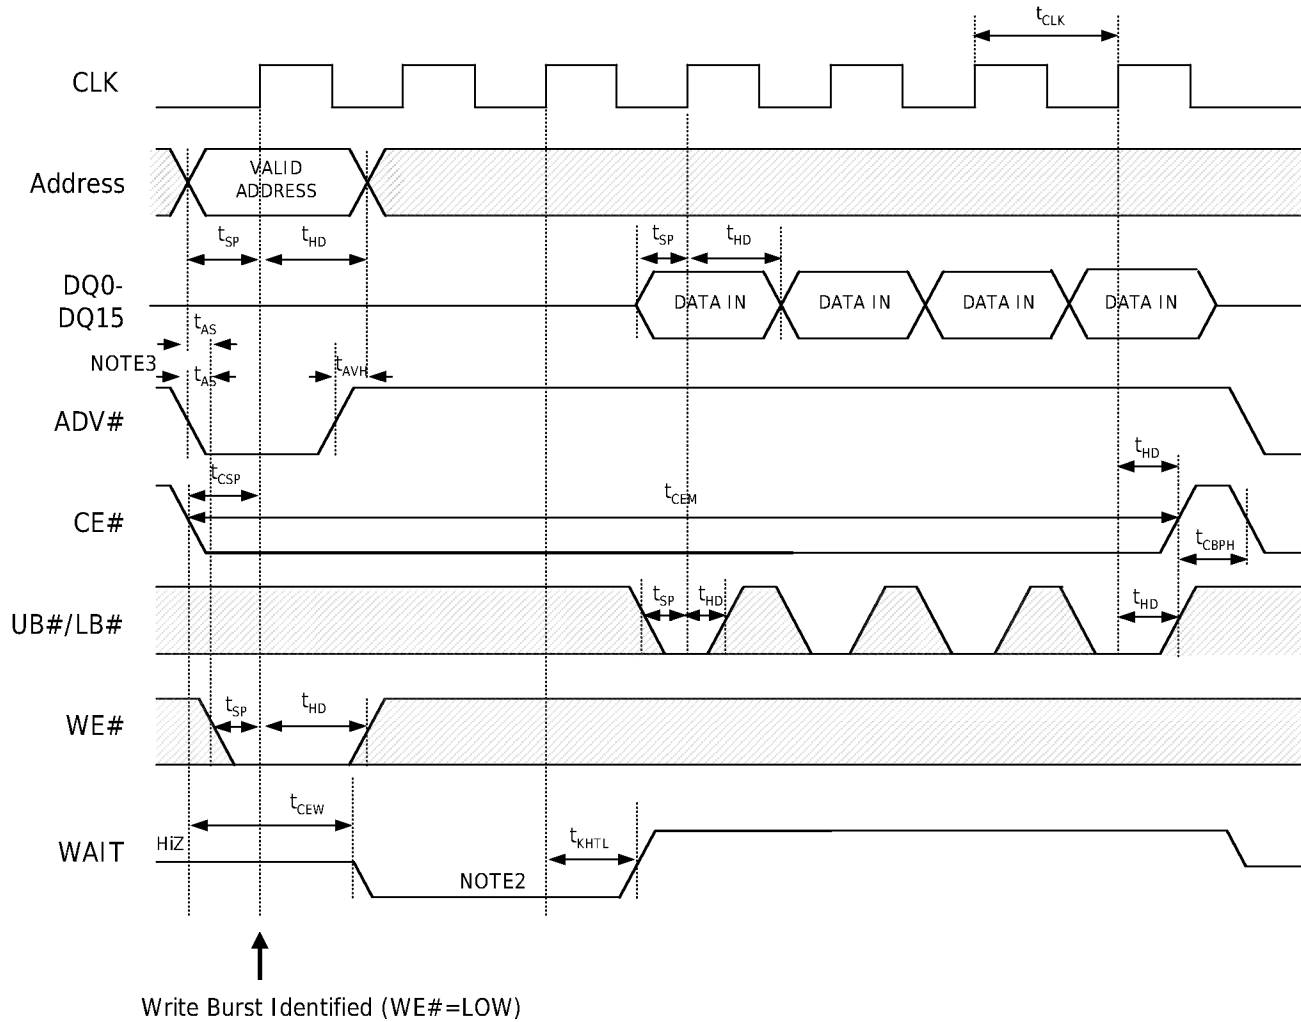 tCLK
CLK
Address
VALID
ADDRESS
tSP
tHD
tSP
tHD
DQ0-
DQ15
DATA IN
DATA IN
DATA IN
DATA IN
tAS
NOTE3
tAS
tAVH
ADV#
tHD
tCSP
tCEM
CE#
tCBPH
UB#/LB#
tSP
tHD
tHD
WE#
tSP
tHD
tCEW
WAIT
HiZ
tKHTL
NOTE2
Write Burst Identified (WE#=LOW)